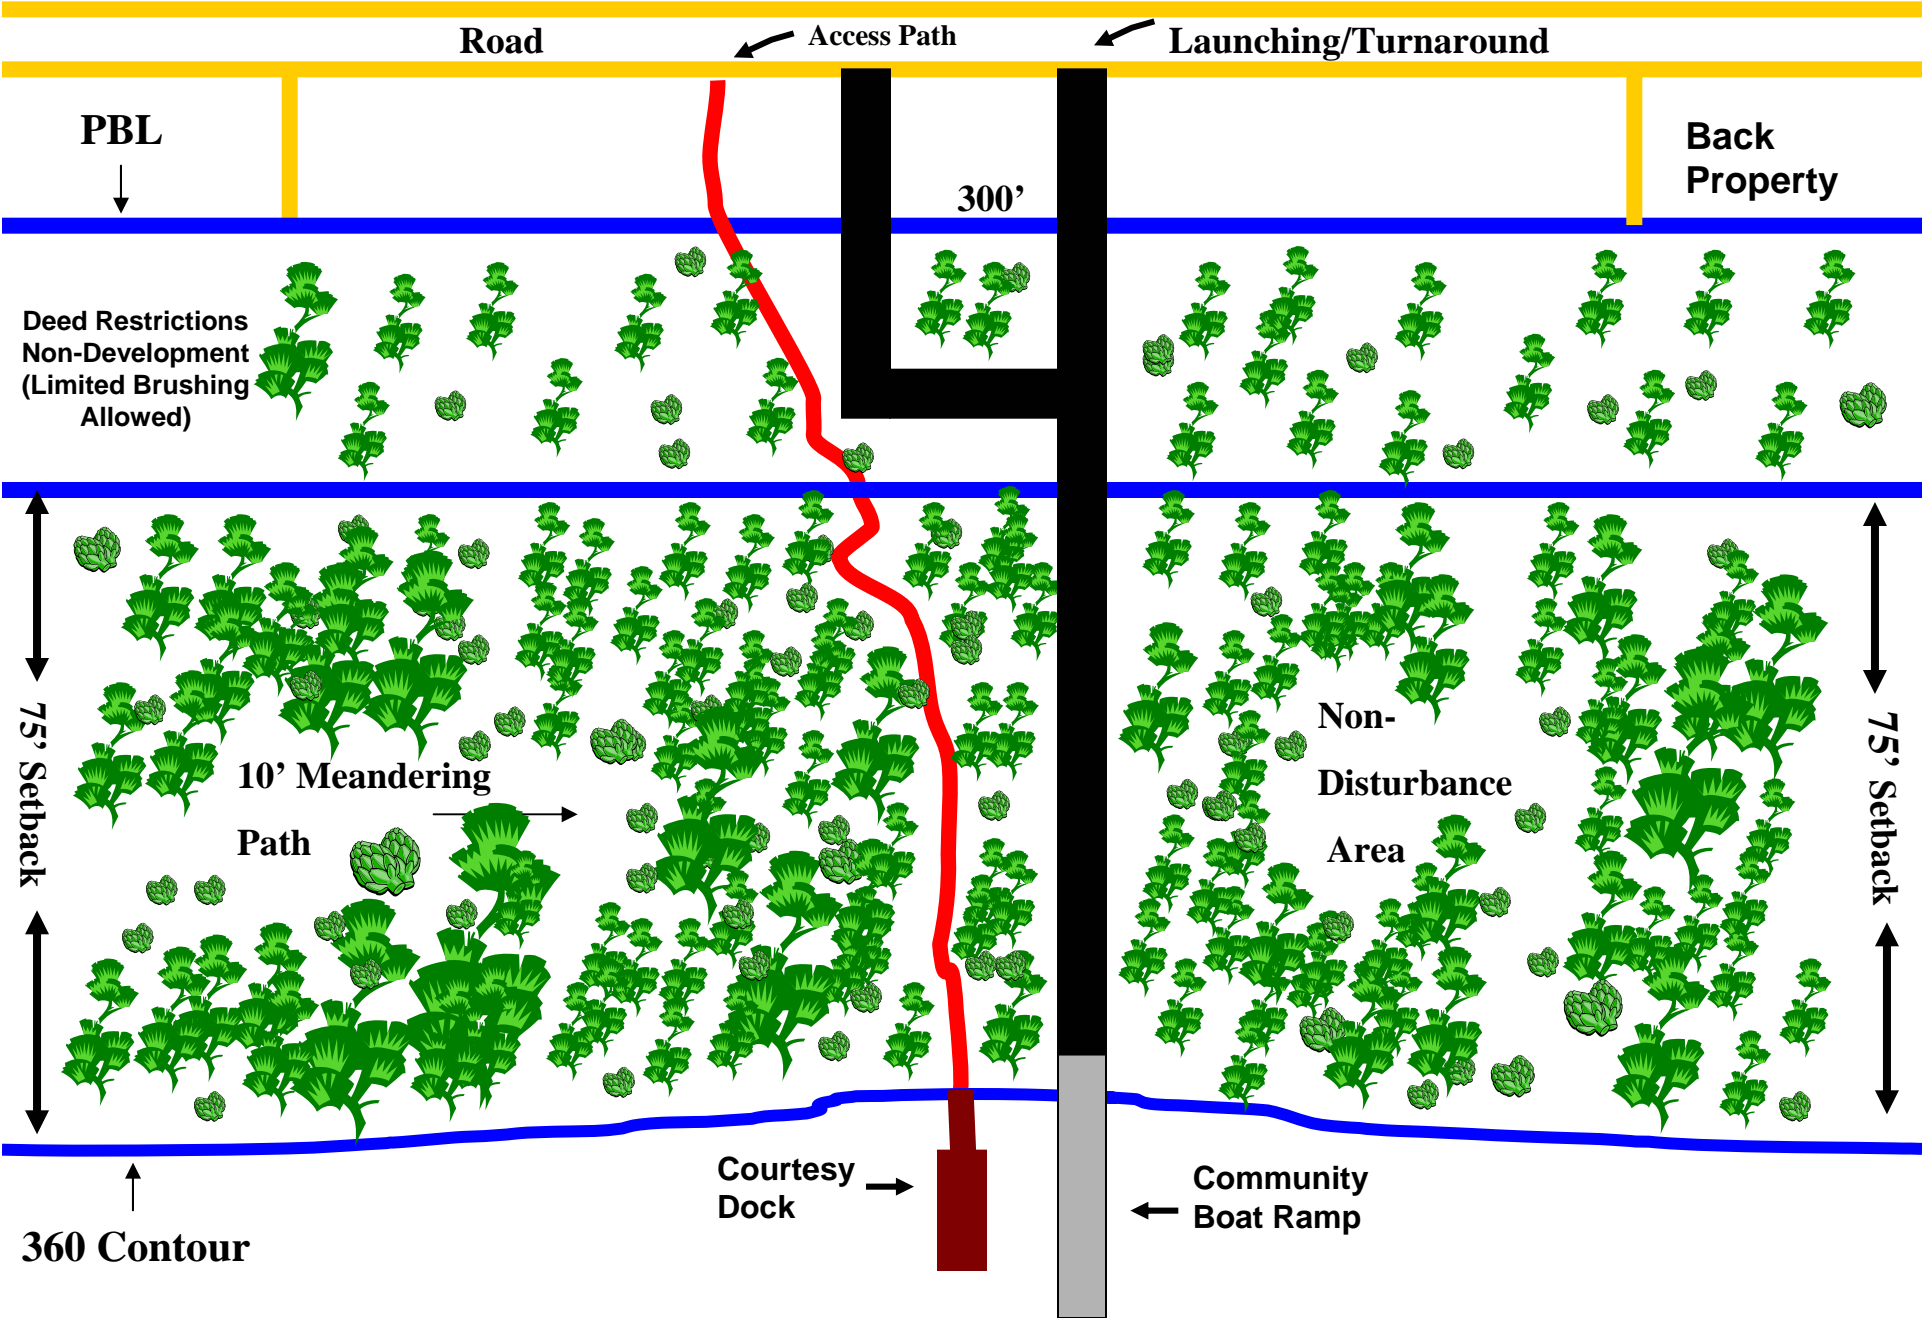 Road
Access Path
Launching/Turnaround
PBL
Back
Property
300’
Deed Restrictions
Non-Development
(Limited Brushing
Allowed)
75’ Setback
10’ Meandering
Path
Non-
Disturbance
Area
75’ Setback
Courtesy
Dock
Community
Boat Ramp
360 Contour